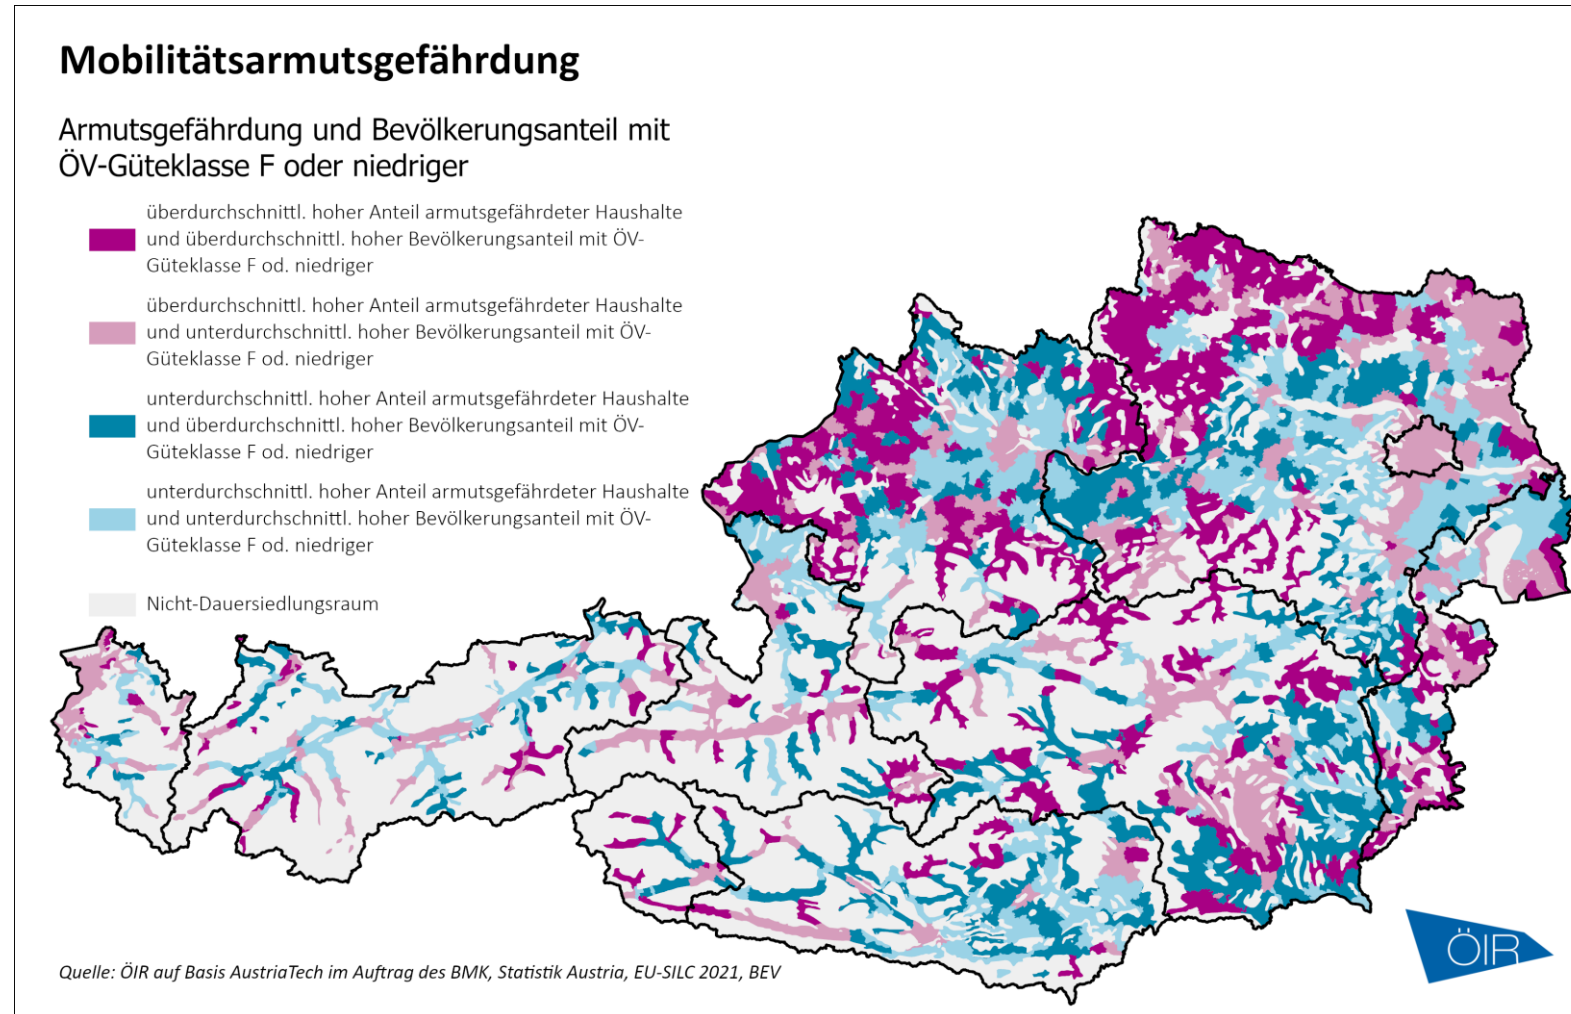 Mobilitätsarmutsgefährdung
Armutsgefährdung und Bevölkerungsanteil mit
ÖV-Güteklasse F oder niedriger
überdurchschnittl. hoher Anteil armutsgefährdeter Haushalte
und überdurchschnittl. hoher Bevölkerungsanteil mit ÖV-
Güteklasse F od. niedriger
überdurchschnittl. hoher Anteil armutsgefährdeter Haushalte
und unterdurchschnittl. hoher Bevölkerungsanteil mit ÖV-
Güteklasse F od. niedriger
unterdurchschnittl. hoher Anteil armutsgefährdeter Haushalte
und überdurchschnittl. hoher Bevölkerungsanteil mit ÖV-
Güteklasse F od. niedriger
unterdurchschnittl. hoher Anteil armutsgefährdeter Haushalte
und unterdurchschnittl. hoher Bevölkerungsanteil mit ÖV-
Güteklasse F od. niedriger
Nicht-Dauersiedlungsraum
Quelle: ÖIR auf Basis AustriaTech im Auftrag des BMK, Statistik Austria, EU-SILC 2021, BEV
ÖIR